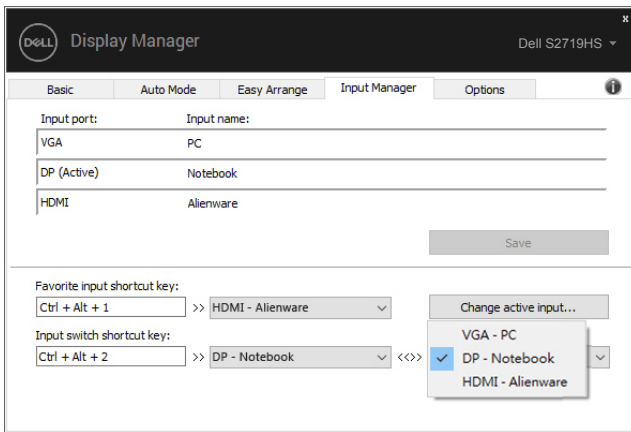 x
DELL Display Manager Dell S2719HS
Basic Auto Mode Easy Arrange Input Manager Options i
Input port: Input name:
VGA PC
DP (Active) Notebook
HDMI Alienware
Save
Favorite input shortcut key:
Ctrl + Alt + 1 >> HDMI - Alienware Change active input...
Input switch shortcut key:
VGA - PC
Ctrl + Alt + 2 >> DP - Notebook <<>> DP - Notebook
HDMI - Alienware